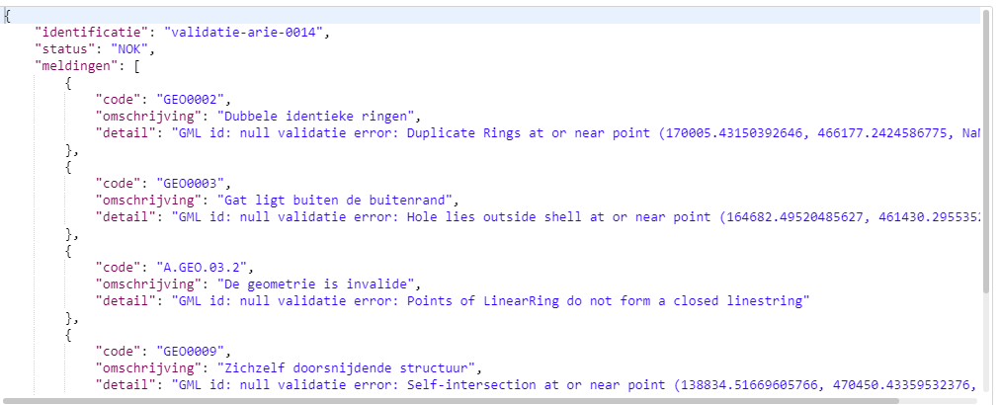 {
"identificatie": "validatie-arie-0014",
"status": "NOK",
"meldingen": [
{
"code": "GEO0002",
"omschrijving": "Dubbele identieke ringen",
"detail": "GML id: null validatie error: Duplicate Rings at or near point (170005.43150392646, 466177.2424586775, NaN
},
{
"code": "GEO0003",
"omschrijving": "Gat ligt buiten de buitenrand",
"detail": "GML id: null validatie error: Hole lies outside shell at or near point (164682.49520485627, 461430.2955352
},
{
"code": "A.GEO.03.2",
"omschrijving": "De geometrie is invalide",
"detail": "GML id: null validatie error: Points of LinearRing do not form a closed linestring"
},
{
"code": "GEO0009",
"omschrijving": "Zichzelf doorsnijdende structuur",
"detail": "GML id: null validatie error: Self-intersection at or near point (138834.51669605766, 470450.43359532376,